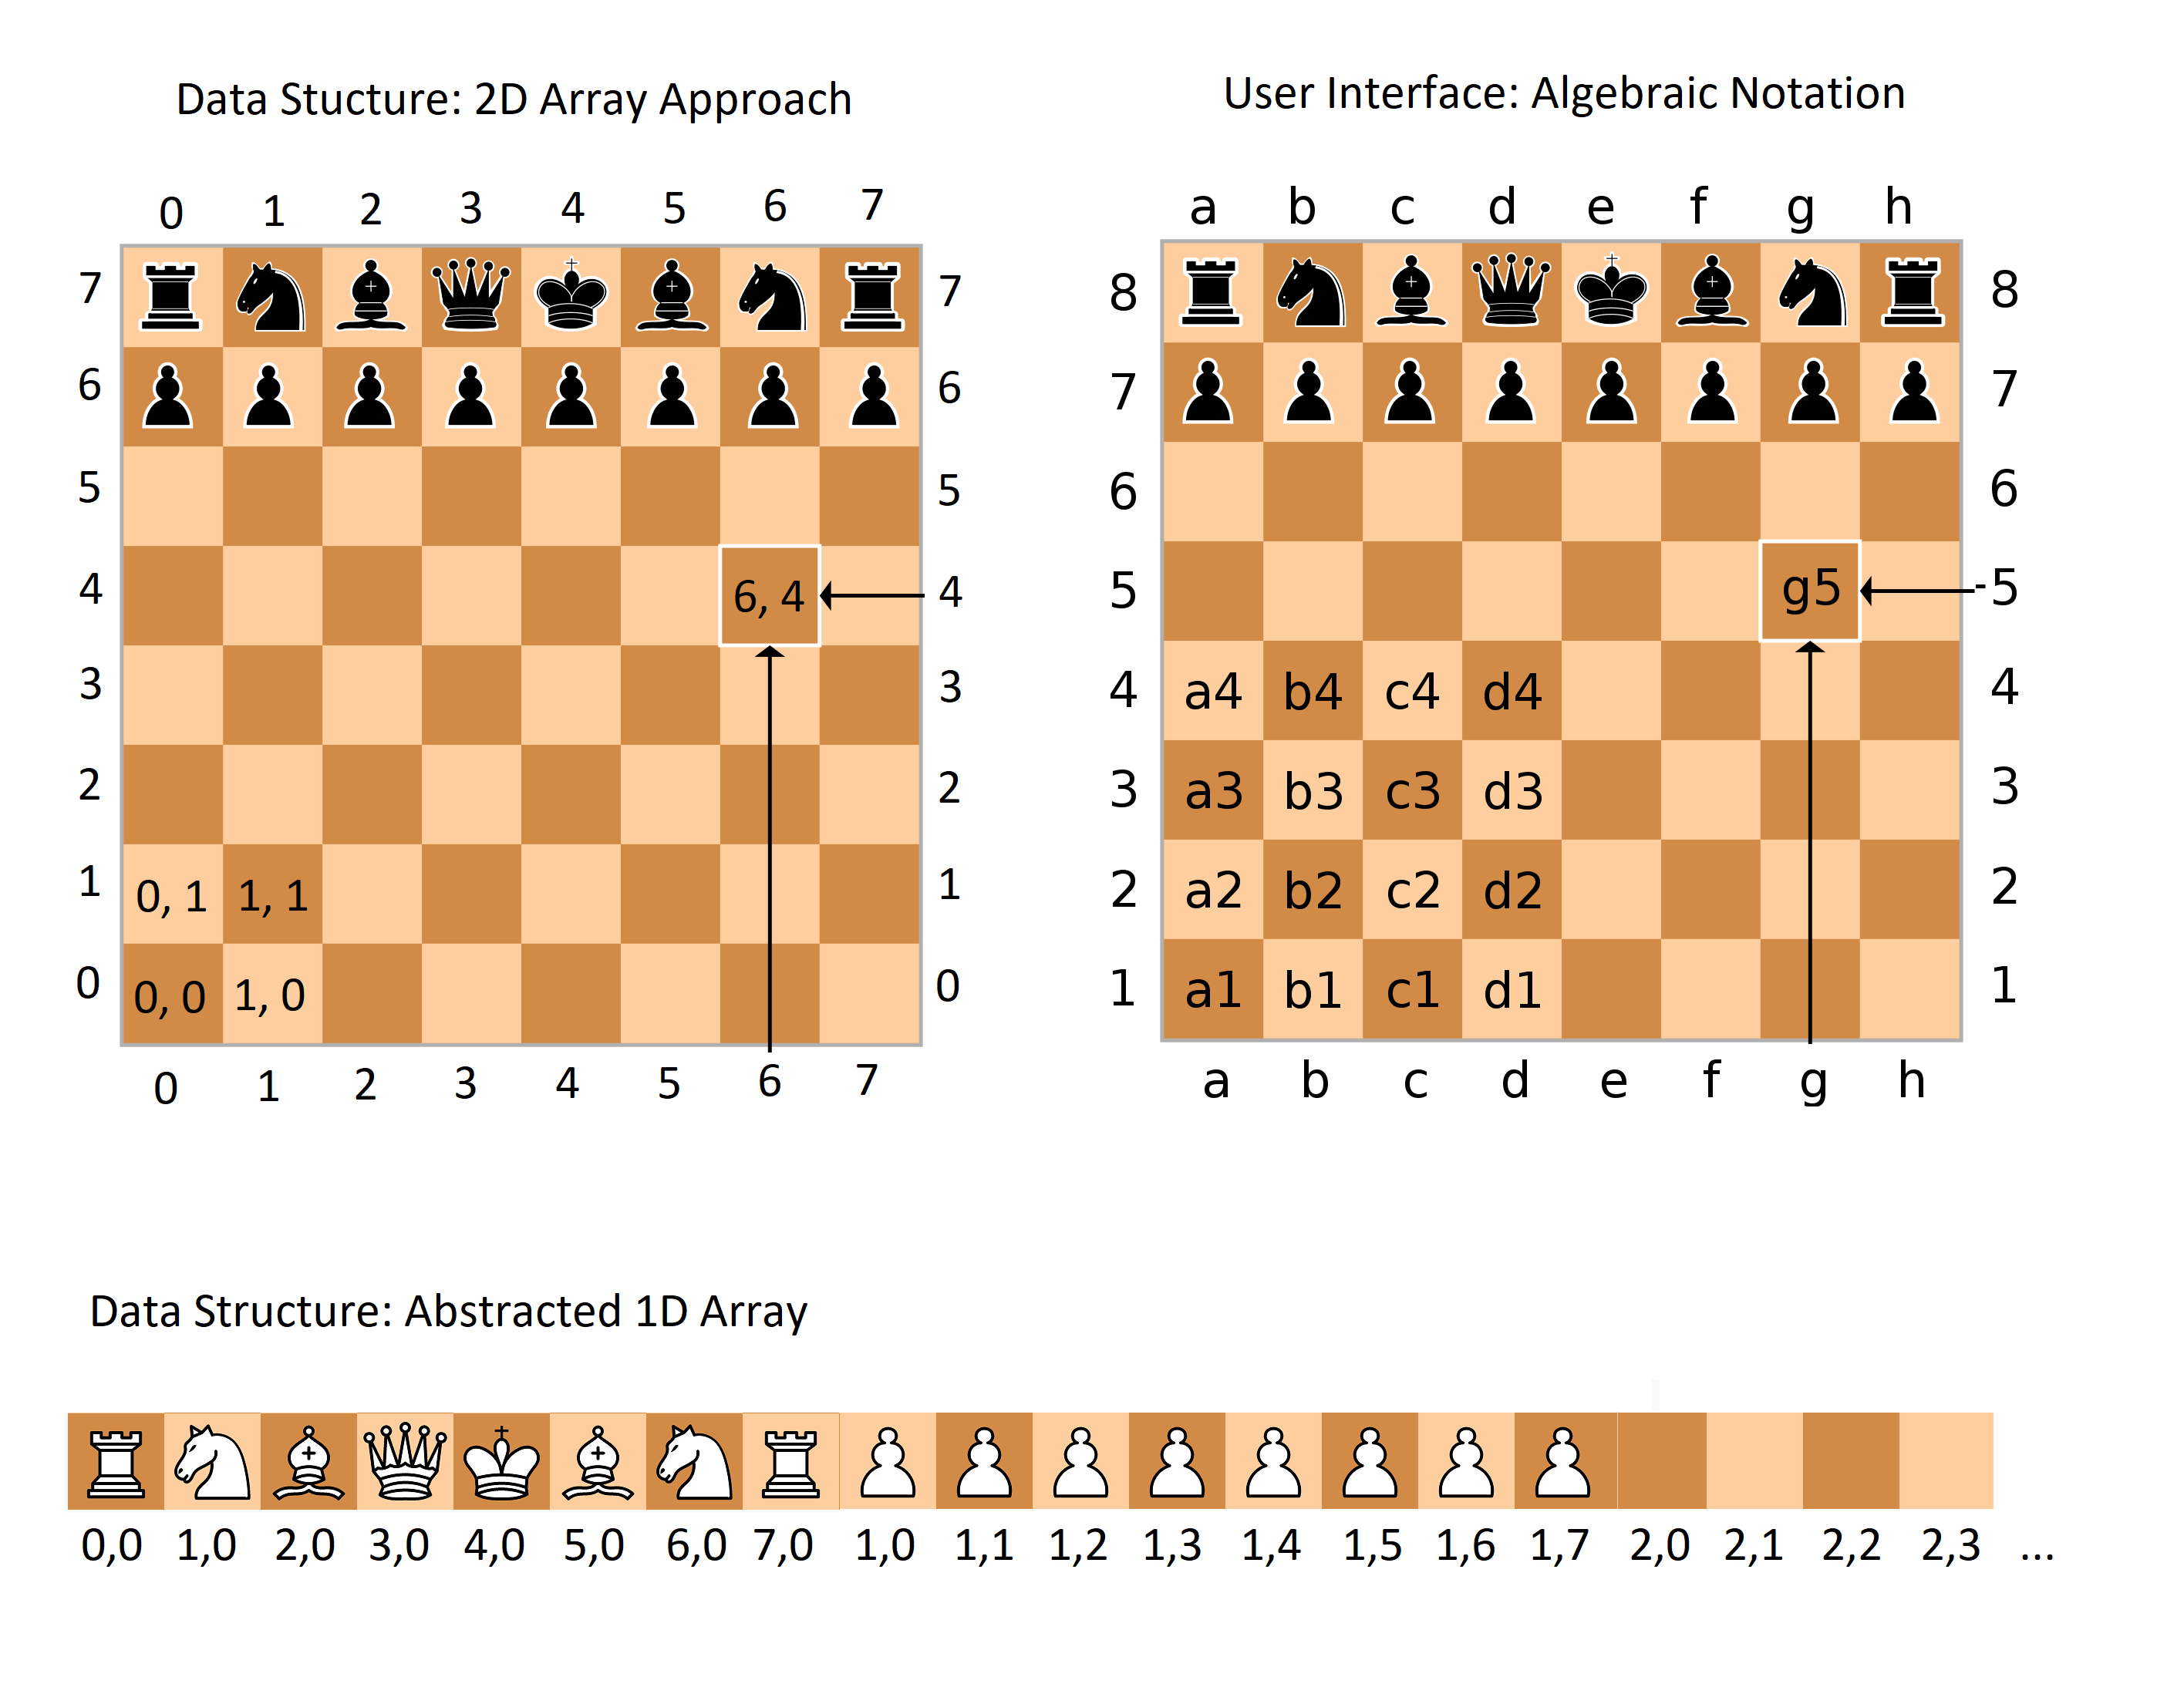 Data Stucture: 2D Array Approach
User Interface: Algebraic Notation
0 1 2 3 4 5 6 7
7 7
6 6
5 5
4 6, 4 4
3 3
2 2
1 0, 1 1, 1 1
0 0, 0 1, 0 0
0 1 2 3 4 5 6 7
a b c d e f g h
8 8
7 7
6 6
5 g5 -5
4 a4 b4 c4 d4 4
3 a3 b3 c3 d3 3
2 a2 b2 c2 d2 2
1 a1 b1 c1 d1 1
a b c d e f g h
Data Structure: Abstracted 1D Array
0,0 1,0 2,0 3,0 4,0 5,0 6,0 7,0 1,0 1,1 1,2 1,3 1,4 1,5 1,6 1,7 2,0 2,1 2,2 2,3 ...